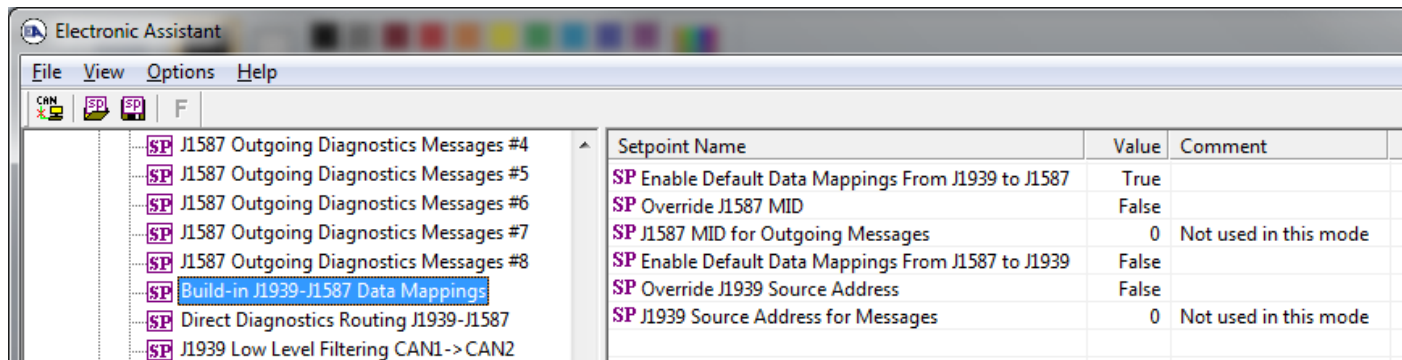 Electronic Assistant
File View Options Help
CAN SP SP F
SP J1587 Outgoing Diagnostics Messages #4
SP J1587 Outgoing Diagnostics Messages #5
SP J1587 Outgoing Diagnostics Messages #6
SP J1587 Outgoing Diagnostics Messages #7
SP J1587 Outgoing Diagnostics Messages #8
SP Build-in J1939-J1587 Data Mappings
SP Direct Diagnostics Routing J1939-J1587
SP J1939 Low Level Filtering CAN1->CAN2
Setpoint Name Value Comment
SP Enable Default Data Mappings From J1939 to J1587 True
SP Override J1587 MID False
SP J1587 MID for Outgoing Messages 0 Not used in this mode
SP Enable Default Data Mappings From J1587 to J1939 False
SP Override J1939 Source Address False
SP J1939 Source Address for Messages 0 Not used in this mode